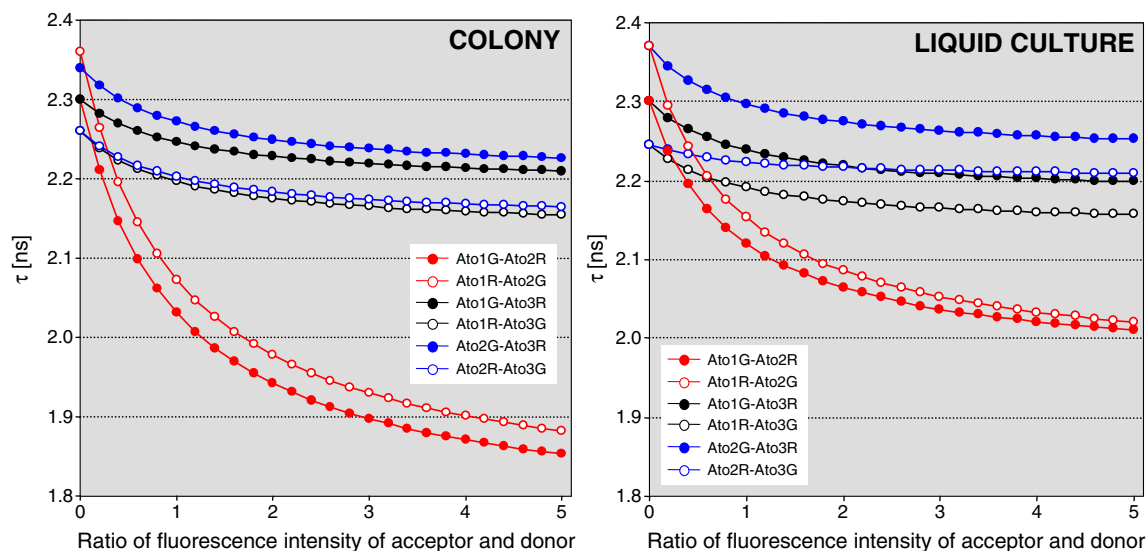 COLONY
2.4
2.3
2.2
2.1
2.0
1.9
1.8
τ [ns]
Ato1G-Ato2R
Ato1R-Ato2G
Ato1G-Ato3R
Ato1R-Ato3G
Ato2G-Ato3R
Ato2R-Ato3G
0 1 2 3 4 5
Ratio of fluorescence intensity of acceptor and donor
LIQUID CULTURE
2.4
2.3
2.2
2.1
2.0
1.9
1.8
τ [ns]
Ato1G-Ato2R
Ato1R-Ato2G
Ato1G-Ato3R
Ato1R-Ato3G
Ato2G-Ato3R
Ato2R-Ato3G
0 1 2 3 4 5
Ratio of fluorescence intensity of acceptor and donor